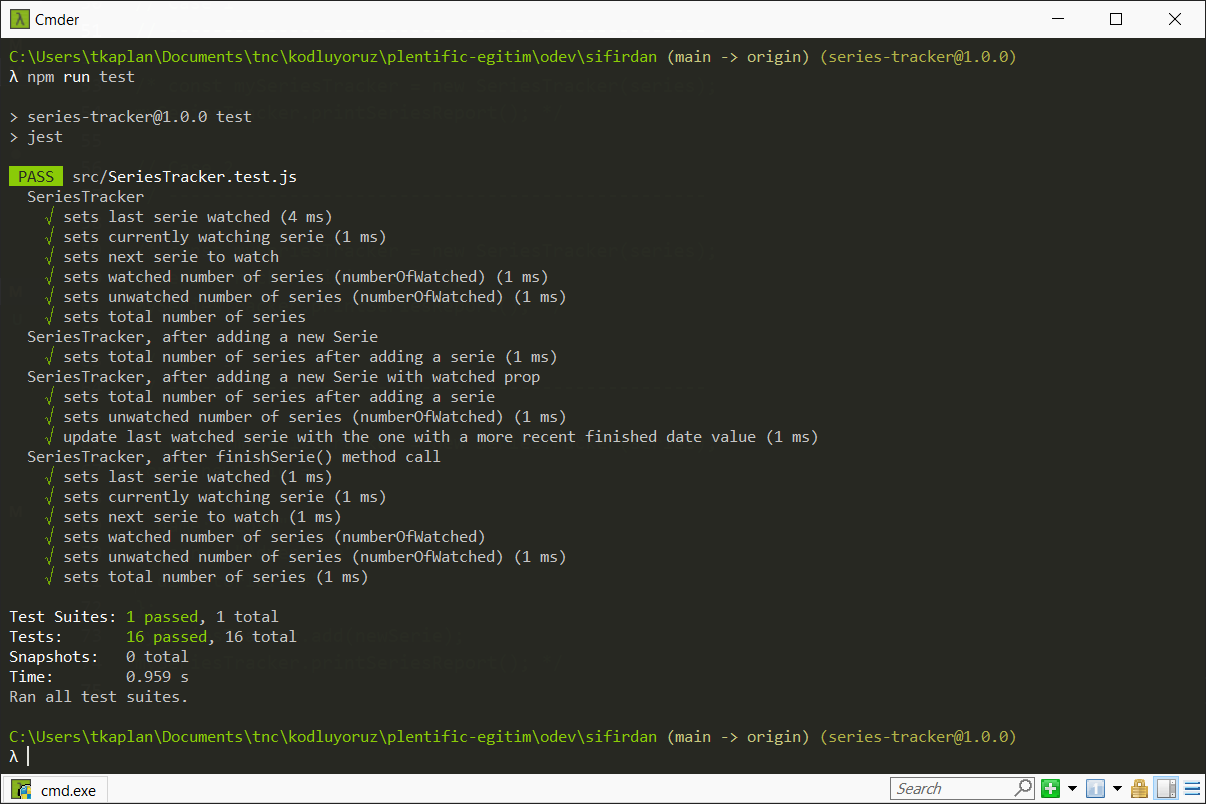 Cmder
C:\Users\tkaplan\Documents\tnc\kodluyoruz\plentific-egitim\odev\sifirdan (main -> origin) (series-tracker@1.0.0)
λ npm run test
> series-tracker@1.0.0 test
> jest
PASS src/SeriesTracker.test.js
SeriesTracker
√ sets last serie watched (4 ms)
√ sets currently watching serie (1 ms)
√ sets next serie to watch
√ sets watched number of series (numberOfWatched) (1 ms)
√ sets unwatched number of series (numberOfWatched) (1 ms)
√ sets total number of series
SeriesTracker, after adding a new Serie
√ sets total number of series after adding a serie (1 ms)
SeriesTracker, after adding a new Serie with watched prop
√ sets total number of series after adding a serie
√ sets unwatched number of series (numberOfWatched) (1 ms)
√ update last watched serie with the one with a more recent finished date value (1 ms)
SeriesTracker, after finishSerie() method call
√ sets last serie watched (1 ms)
√ sets currently watching serie (1 ms)
√ sets next serie to watch (1 ms)
√ sets watched number of series (numberOfWatched)
√ sets unwatched number of series (numberOfWatched) (1 ms)
√ sets total number of series (1 ms)
Test Suites: 1 passed, 1 total
Tests: 16 passed, 16 total
Snapshots: 0 total
Time: 0.959 s
Ran all test suites.
C:\Users\tkaplan\Documents\tnc\kodluyoruz\plentific-egitim\odev\sifirdan (main -> origin) (series-tracker@1.0.0)
λ
cmd.exe
Search